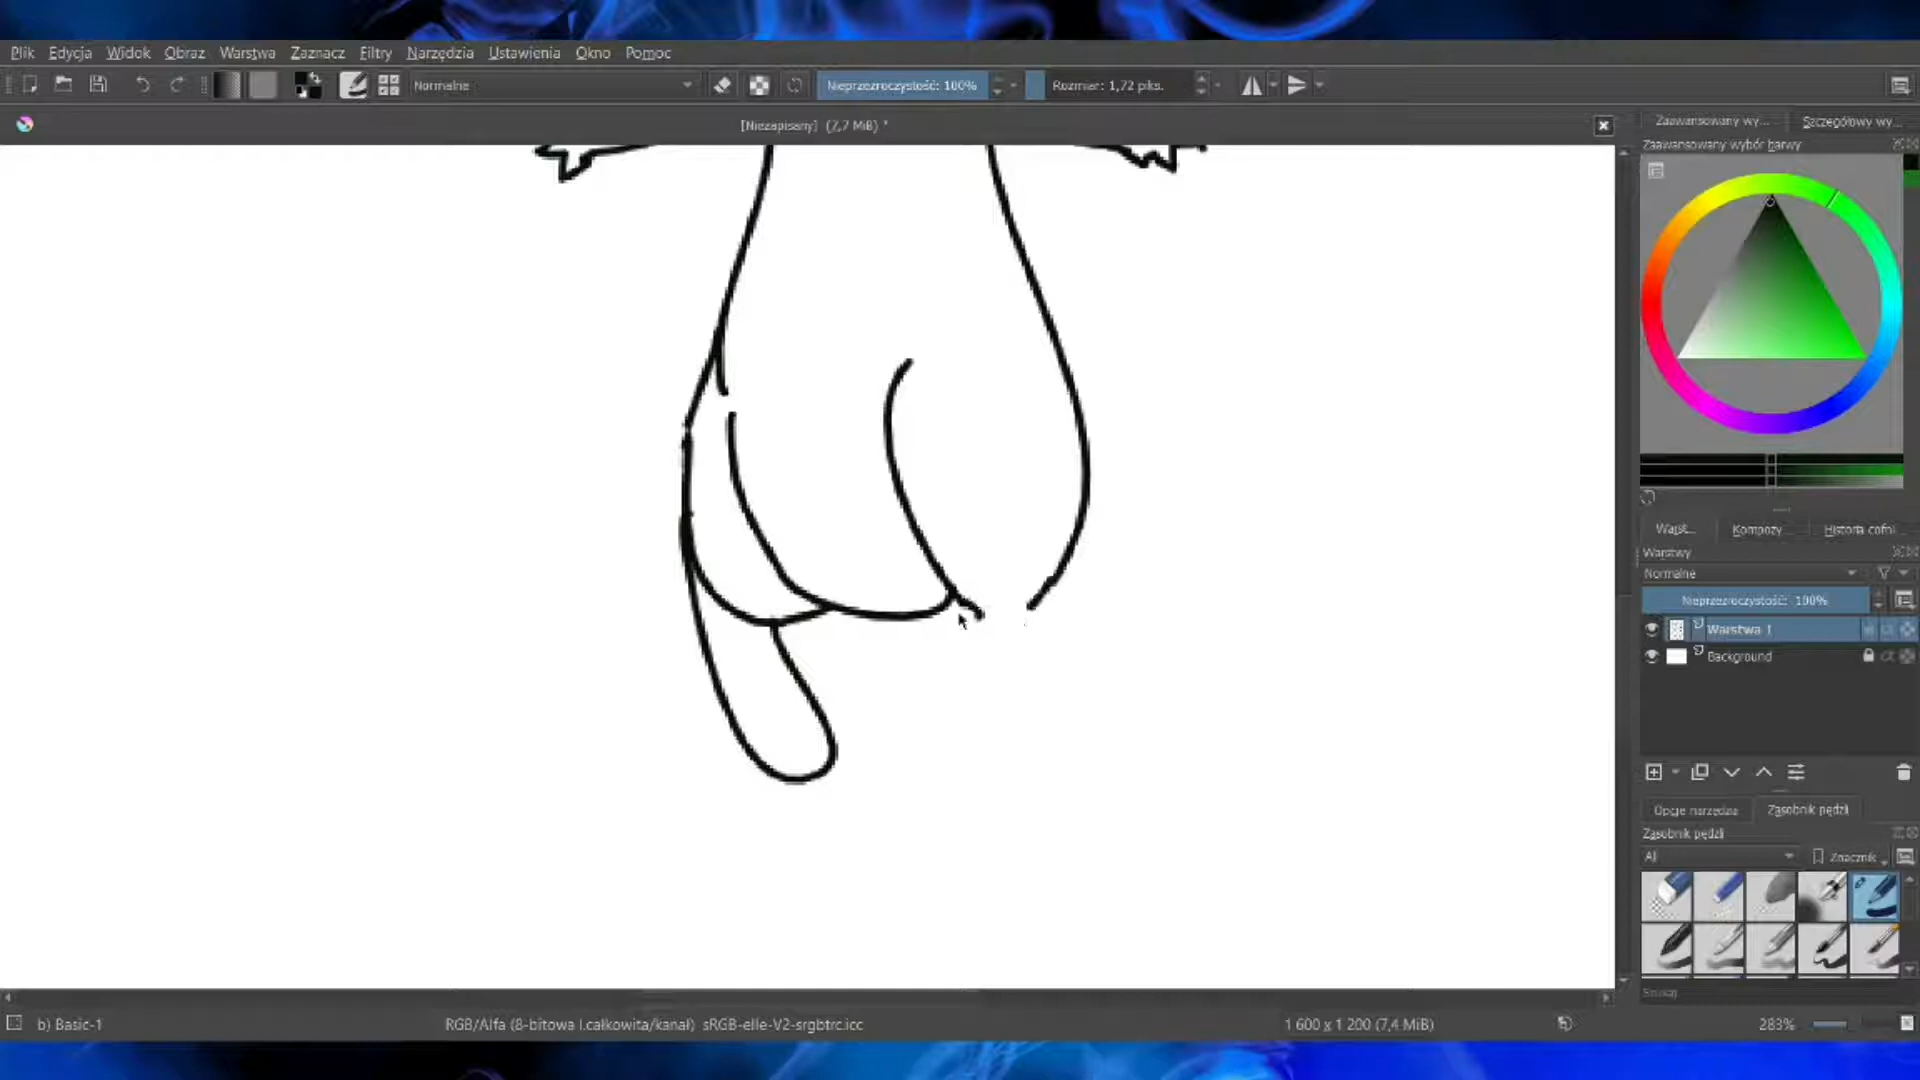 Plik Edycja Widok Obraz Warstwa Zaznacz Filtry Narzędzia Ustawienia Okno Pomoc
Normalne Nieprzezroczystość: 100% Rozmiar: 1,72 piks.
[Niezapisany] (7,7 MiB) *
Zaawansowany wy... Szczegółowy wy...
Zaawansowany wybór barwy
Warst... Kompozy... Historia cofni
Warstwy
Normalne
Nieprzezroczystość: 100%
Warstwa 1
Background
Opcje narzędzia Zasobnik pędzli
Zasobnik pędzli
All Znacznik
Szukaj
b) Basic-1 RGB/Alfa (8-bitowa l.całkowita/kanał) sRGB-elle-V2-srgbtrc.icc 1 600 x 1 200 (7,4 MiB) 283%